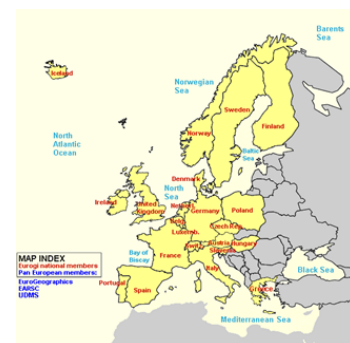 Barents
Sea
Iceland
Norwegian
Sea
Sweden
Finland
Norway
North
Atlantic
Ocean
Baltic
Sea
Denmark
North
Sea
Ireland
United
Kingdom
Germany
Poland
Czech Rep.
Luxemb.
Austria
Hungary
France
Bay of
Biscay
Italy
Portugal
Spain
Greece
Black Sea
Mediterranean Sea
MAP INDEX
Eurogi national members
Pan European members:
EuroGeographics
EARSC
UDMS